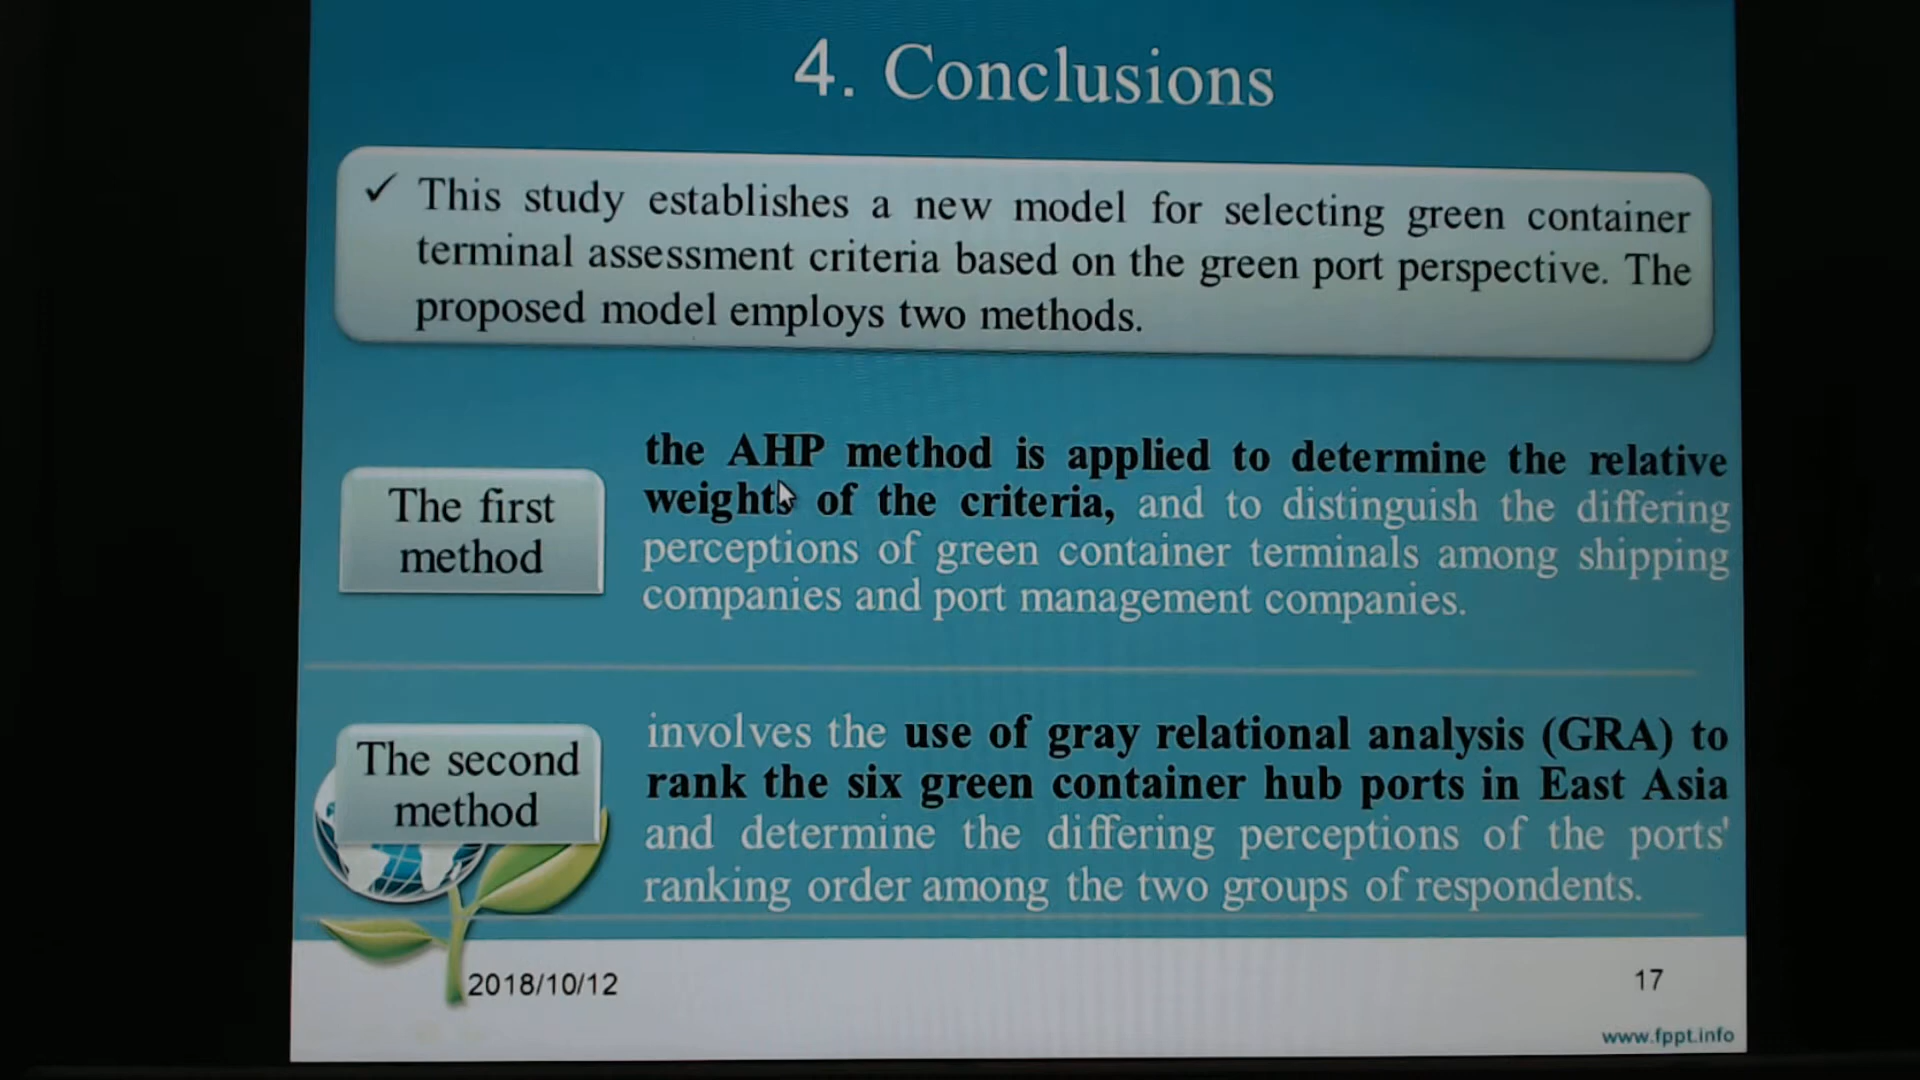 4. Conclusions
✓ This study establishes a new model for selecting green container
terminal assessment criteria based on the green port perspective. The
proposed model employs two methods.
The first
method
the AHP method is applied to determine the relative
weights of the criteria, and to distinguish the differing
perceptions of green container terminals among shipping
companies and port management companies.
The second
method
involves the use of gray relational analysis (GRA) to
rank the six green container hub ports in East Asia
and determine the differing perceptions of the ports'
ranking order among the two groups of respondents.
2018/10/12
17
www.fppt.info